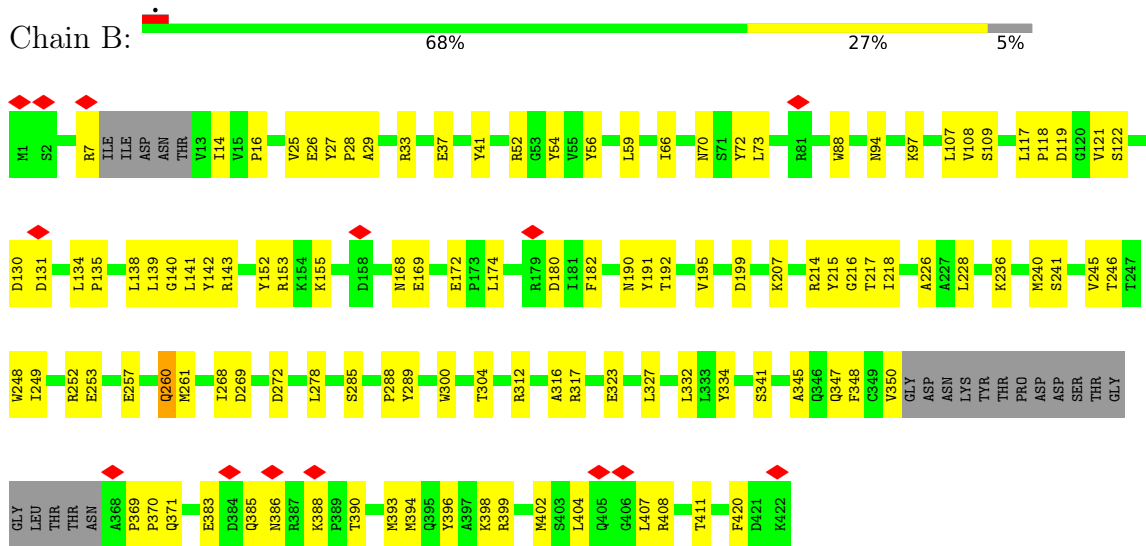 Chain B:
68% 27% 5%
M1 S2 R7 ILE ILE ASP ASN THR V13 I14 V15 P16 V25 E26 Y27 P28 A29 R33 E37 Y41 R52 G53 Y54 V55 Y56 L59 I66 N70 S71 Y72 L73 R81 W88 N94 K97 L107 V108 S109 L117 P118 D119 G120 V121 S122
D130 D131 L134 P135 L138 L139 G140 L141 Y142 R143 Y152 R153 K154 K155 D158 N168 E169 E172 P173 L174 R179 D180 I181 F182 N190 Y191 T192 V195 D199 K207 R214 Y215 G216 T217 I218 A226 A227 L228 K236 M240 S241 V245 T246 T247
W248 I249 R252 E253 E257 Q260 M261 I268 D269 D272 L278 S285 P288 Y289 W300 T304 R312 A316 R317 E323 L327 L332 L333 Y334 S341 A345 Q346 Q347 F348 C349 V350 GLY ASP ASN LYS TYR THR PRO ASP ASP SER THR GLY
GLY LEU THR THR ASN A368 P369 P370 Q371 E383 D384 Q385 N386 R387 K388 P389 T390 M393 M394 Q395 Y396 A397 E398 R399 M402 S403 L404 Q405 G406 L407 R408 T411 F420 D421 K422